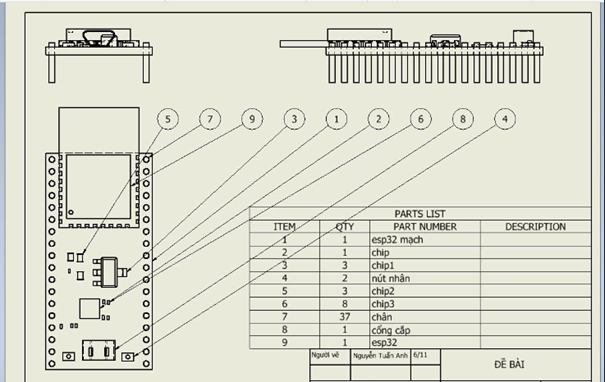 5 7 9 3 1 2 6 8 4
PARTS LIST
ITEM QTY PART NUMBER DESCRIPTION
1 1 esp32 mạch
2 1 chip
3 3 chip1
4 2 nút nhân
5 3 chip2
6 8 chip3
7 37 chân
8 1 cổng cắp
9 1 esp32
Người vẽ Nguyễn Tuấn Anh 6/11
ĐỀ BÀI